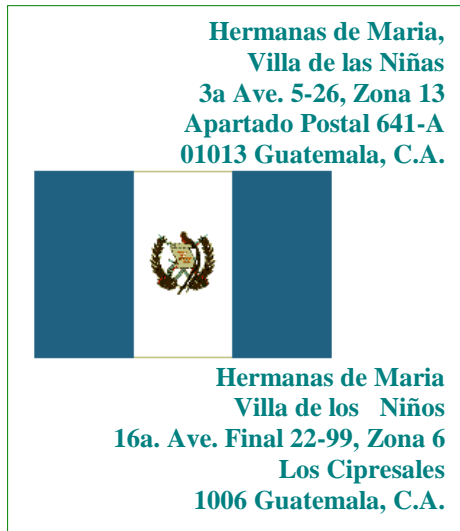 Hermanas de Maria,
Villa de las Niñas
3a Ave. 5-26, Zona 13
Apartado Postal 641-A
01013 Guatemala, C.A.
Hermanas de Maria
Villa de los Niños
16a. Ave. Final 22-99, Zona 6
Los Cipresales
1006 Guatemala, C.A.